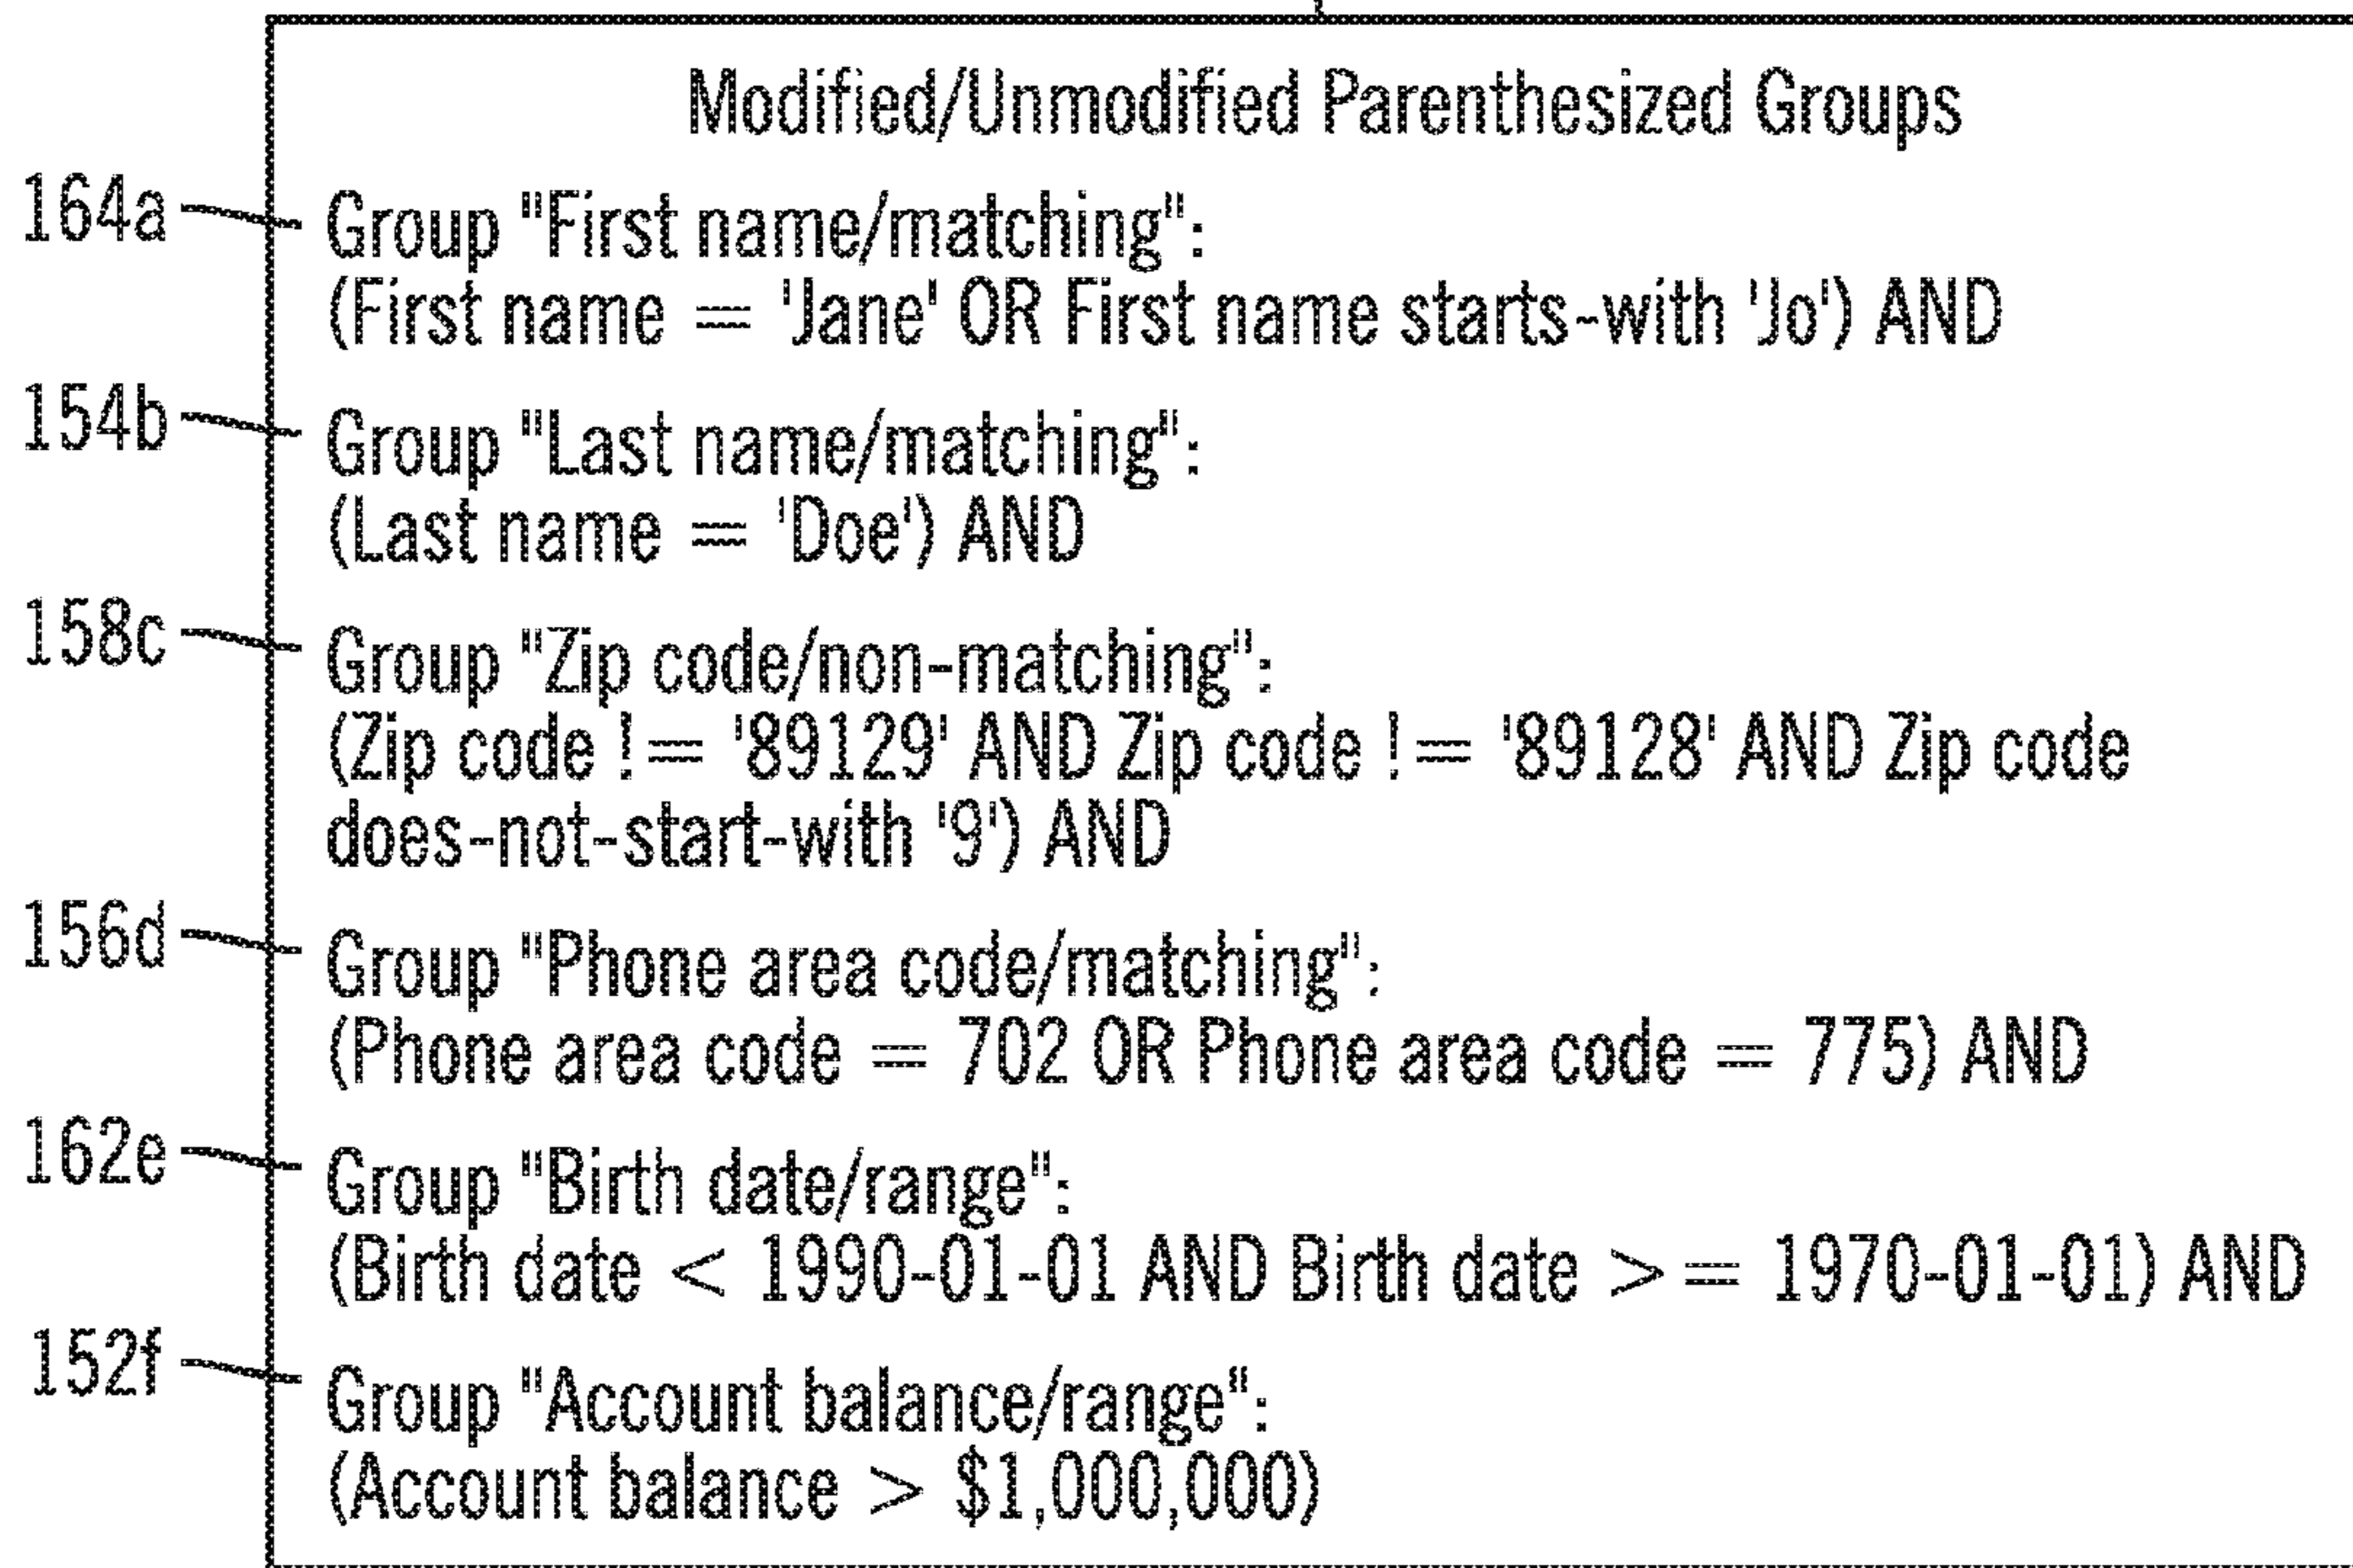 Modified/Unmodified Parenthesized Groups
164a
Group "First name/matching":
(First name == 'Jane' OR First name starts-with 'Jo') AND
154b
Group "Last name/matching":
(Last name == 'Doe') AND
158c
Group "Zip code/non-matching":
(Zip code !== '89129' AND Zip code !== '89128' AND Zip code
does-not-start-with '9') AND
156d
Group "Phone area code/matching":
(Phone area code == 702 OR Phone area code == 775) AND
162e
Group "Birth date/range":
(Birth date < 1990-01-01 AND Birth date >== 1970-01-01) AND
152f
Group "Account balance/range":
(Account balance > $1,000,000)